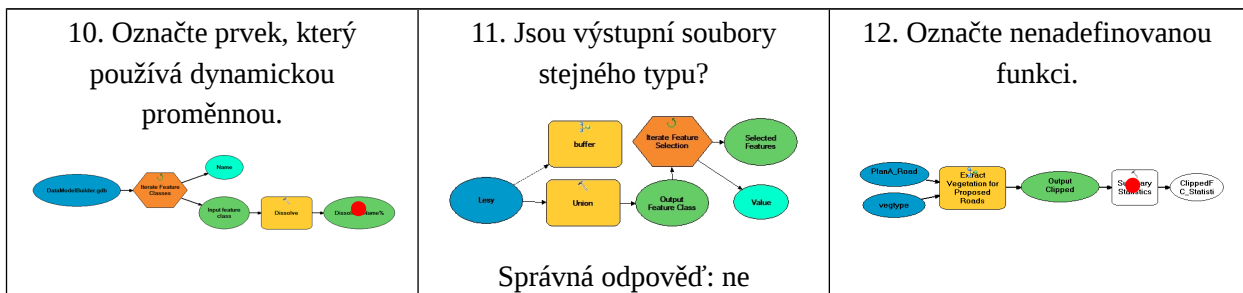 10. Označte prvek, který
používá dynamickou
proměnnou.
DataModelBuilder.gdb
Iterate Feature
Classes
Name
Input feature
class
Dissolve
11. Jsou výstupní soubory
stejného typu?
Lesy
buffer
Union
Iterate Feature
Selection
Output
Feature Class
Selected
Features
Value
Správná odpověď: ne
12. Označte nenadefinovanou
funkci.
PlanA_Road
vegtype
Extract
Vegetation for
Proposed
Roads
Output
Clipped
ClippedF
C_Statisti